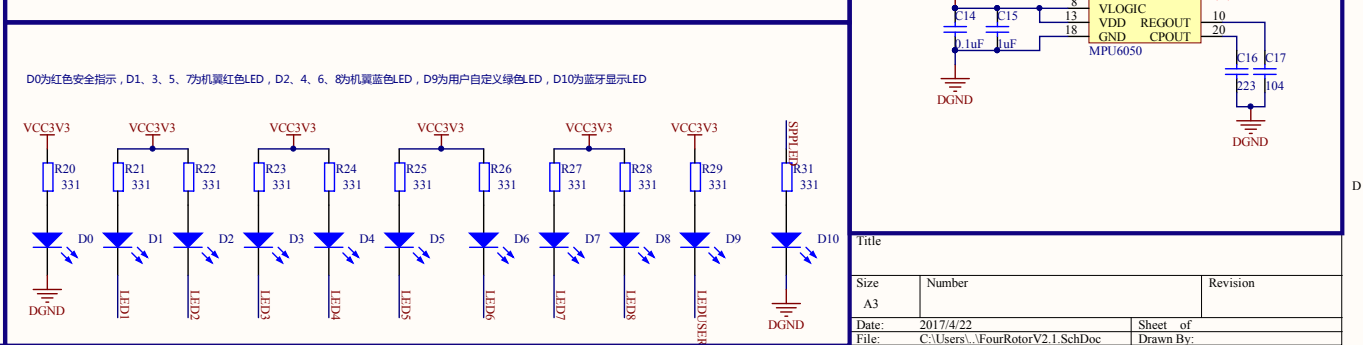 D0为红色安全指示，D1、3、5、7为机翼红色LED，D2、4、6、8为机翼蓝色LED，D9为用户自定义绿色LED，D10为蓝牙显示LED
VCC3V3 VCC3V3 VCC3V3 VCC3V3 VCC3V3 VCC3V3 SPPLED
R20 R21 R22 R23 R24 R25 R26 R27 R28 R29 R31
331 331 331 331 331 331 331 331 331 331 331
D0 D1 D2 D3 D4 D5 D6 D7 D8 D9 D10
DGND LED1 LED2 LED3 LED4 LED5 LED6 LED7 LED8 LEDUSER DGND
8 VLOGIC
C14 C15 13 VDD REGOUT 10
18 GND CPOUT 20
0.1uF 1uF MPU6050
C16 C17
223 104
DGND
DGND
D
Title
Size Number Revision
A3
Date: 2017/4/22 Sheet of
File: C:\Users\..\FourRotorV2.1.SchDoc Drawn By: